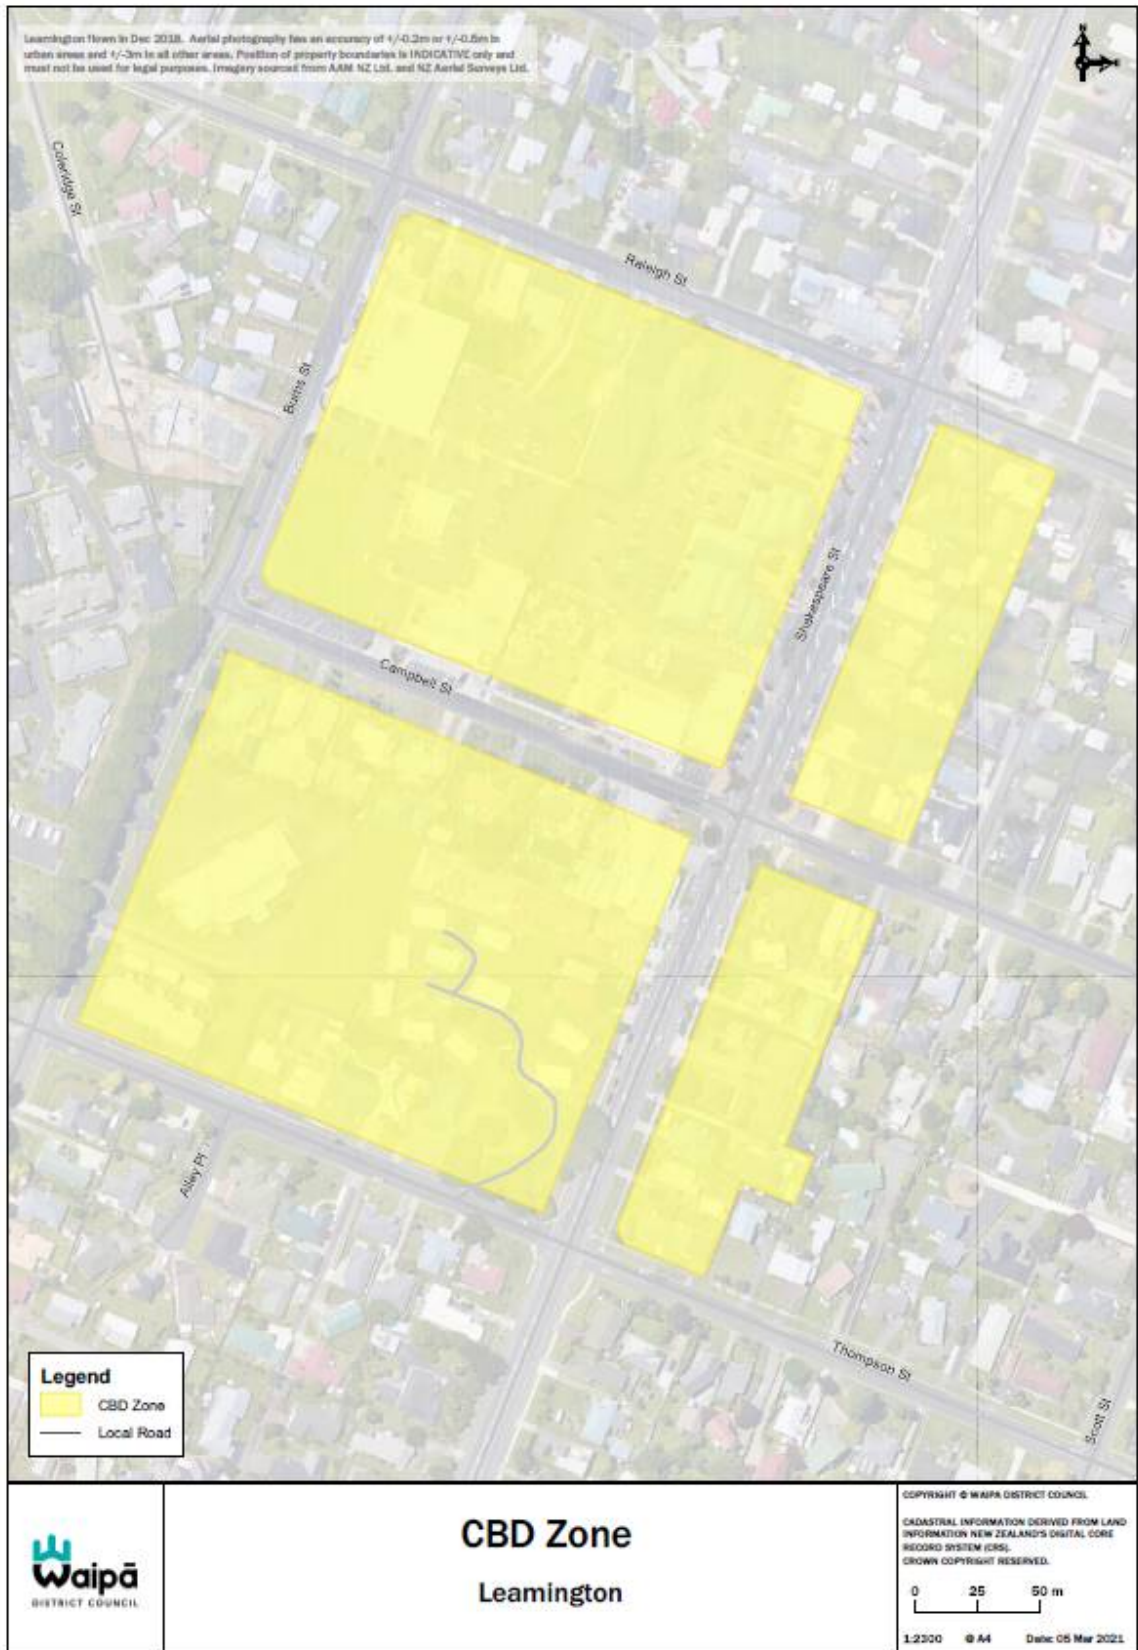 Leamington flown in Dec 2018. Aerial photography has an accuracy of +/-0.2m or +/-0.5m in
urban areas and +/-3m in all other areas. Position of property boundaries is INDICATIVE only and
must not be used for legal purposes. Imagery sourced from AAM NZ Ltd. and NZ Aerial Surveys Ltd.
N
Coleridge St
Raleigh St
Burns St
Shakespeare St
Campbell St
Alley Pl
Thompson St
Scott St
Legend
CBD Zone
Local Road
Waipā
DISTRICT COUNCIL
CBD Zone
Leamington
COPYRIGHT © WAIPA DISTRICT COUNCIL
CADASTRAL INFORMATION DERIVED FROM LAND
INFORMATION NEW ZEALAND'S DIGITAL CORE
RECORD SYSTEM (CRS).
CROWN COPYRIGHT RESERVED.
0 25 50 m
1:2300 @ A4 Date: 05 Mar 2021